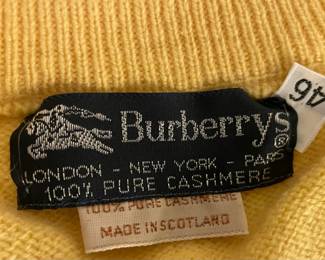 Burberrys®
LONDON - NEW YORK - PARIS
100% PURE CASHMERE
46
100% PURE CASHMERE
MADE IN SCOTLAND